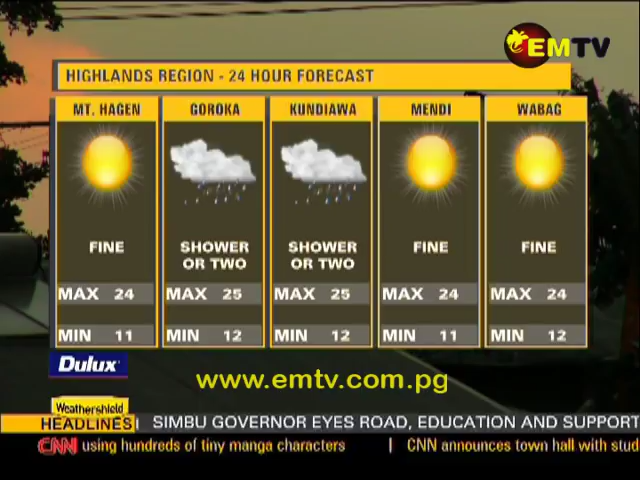 EMTV
HIGHLANDS REGION - 24 HOUR FORECAST
MT. HAGEN GOROKA KUNDIAWA MENDI WABAG
FINE SHOWER OR TWO SHOWER OR TWO FINE FINE
MAX 24 MAX 25 MAX 25 MAX 24 MAX 24
MIN 11 MIN 12 MIN 12 MIN 11 MIN 12
Dulux
www.emtv.com.pg
Weathershield
HEADLINES SIMBU GOVERNOR EYES ROAD, EDUCATION AND SUPPORT
CNN using hundreds of tiny manga characters | CNN announces town hall with stud